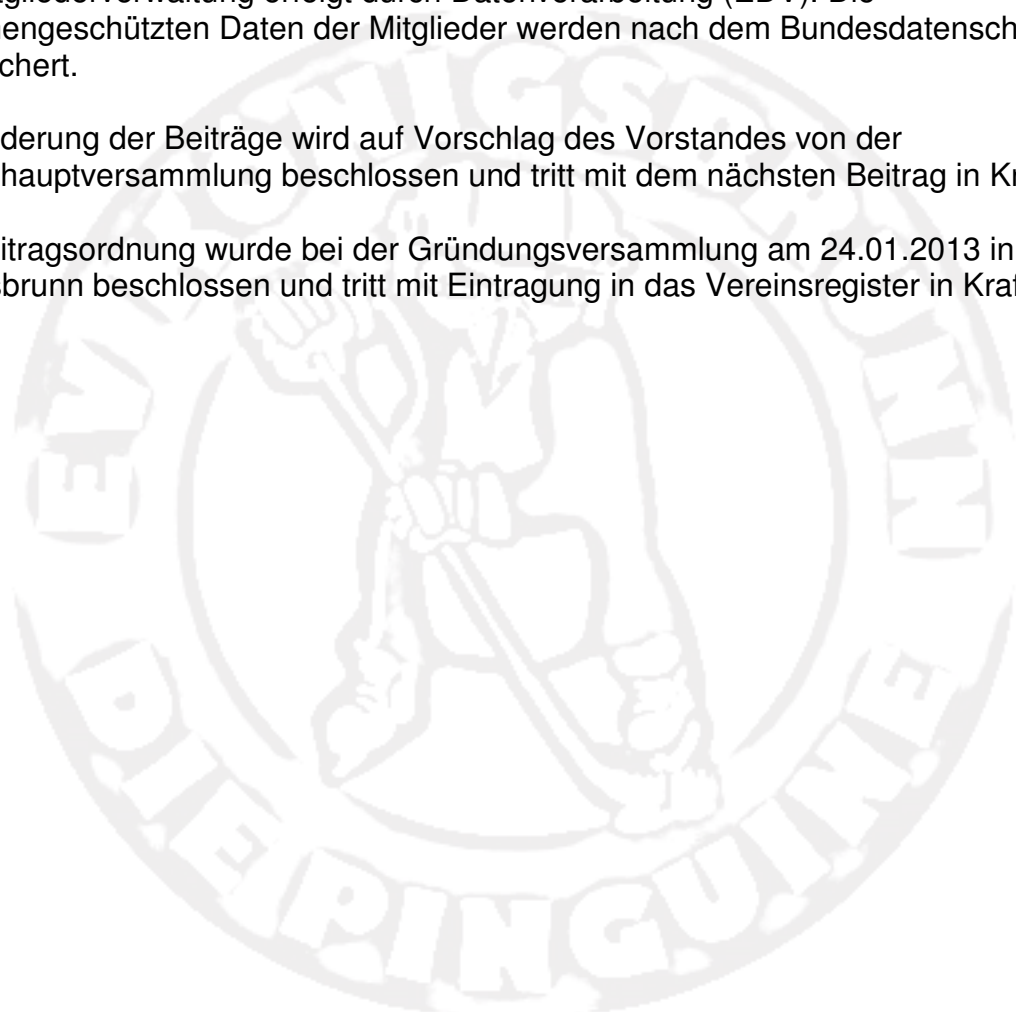 gliederverwaltung erfolgt durch Datenverarbeitung (EDV). Die
engeschützten Daten der Mitglieder werden nach dem Bundesdatensch
chert.
derung der Beiträge wird auf Vorschlag des Vorstandes von der
hauptversammlung beschlossen und tritt mit dem nächsten Beitrag in Kr
itragsordnung wurde bei der Gründungsversammlung am 24.01.2013 in
sbrunn beschlossen und tritt mit Eintragung in das Vereinsregister in Kraf
EV KÖNIGSBRUNN
DIE PINGUINE